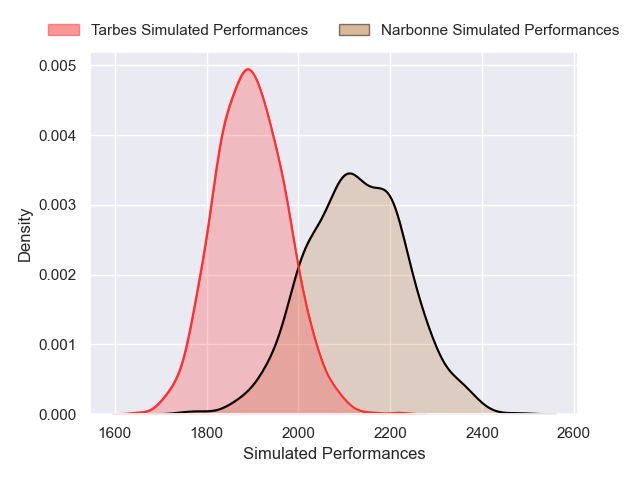 Tarbes Simulated Performances
Narbonne Simulated Performances
0.005
0.004
0.003
0.002
0.001
0.000
Density
1600 1800 2000 2200 2400 2600
Simulated Performances